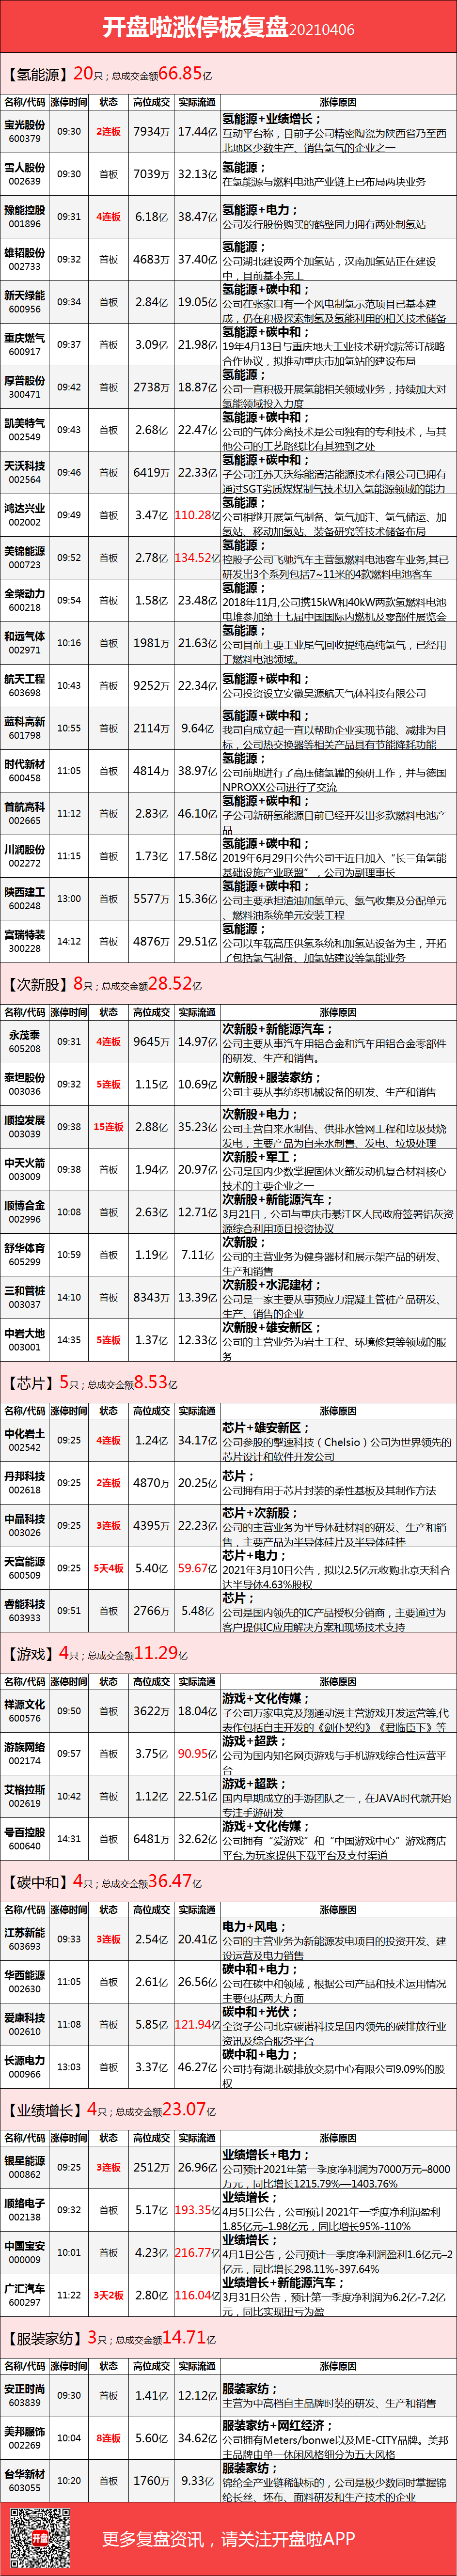 开盘啦涨停板复盘20210406
【氢能源】20只；总成交金额66.85亿
名称/代码 涨停时间 状态 高位成交 实际流通 涨停原因
宝光股份 600379 09:30 2连板 7934万 17.44亿 氢能源+业绩增长；
互动平台称，目前子公司精密陶瓷为陕西省乃至西
北地区少数生产、销售氢气的企业之一
雪人股份 002639 09:30 首板 7039万 32.13亿 氢能源；
在氢能源与燃料电池产业链上已布局两块业务
豫能控股 001896 09:31 4连板 6.18亿 38.47亿 氢能源+电力；
公司发行股份购买的鹤壁同力拥有两处制氢站
雄韬股份 002733 09:32 首板 4683万 37.40亿 氢能源；
公司湖北建设两个加氢站，汉南加氢站正在建设
中，目前基本完工
新天绿能 600956 09:34 首板 2.84亿 19.05亿 氢能源+碳中和；
公司在张家口有一个风电制氢示范项目已基本建
成，仍在积极探索制氢及氢能利用的相关技术储备
重庆燃气 600917 09:37 首板 3.09亿 21.98亿 氢能源；
19年4月13日与重庆地大工业技术研究院签订战略
合作协议，拟推动重庆市加氢站的建设布局
厚普股份 300471 09:42 首板 2738万 18.87亿 氢能源；
公司一直积极开展氢能相关领域业务，持续加大对
氢能领域投入力度
凯美特气 002549 09:43 首板 2.68亿 22.47亿 氢能源+碳中和；
公司的气体分离技术是公司独有的专利技术，与其
他公司的工艺路线比有其独到之处
天沃科技 002564 09:46 首板 6419万 22.33亿 氢能源+碳中和；
子公司江苏天沃综能清洁能源技术有限公司已拥有
通过SGT劣质煤煤制气技术切入氢能源领域的能力
鸿达兴业 002002 09:49 首板 3.47亿 110.28亿 氢能源；
公司相继开展氢气制备、氢气加注、氢气储运、加
氢站、移动加氢站、装备研究等技术储备布局
美锦能源 000723 09:52 首板 2.78亿 134.52亿 氢能源；
控股子公司飞驰汽车主营氢燃料电池客车业务,其已
研发出3个系列包括7~11米的4款燃料电池客车
全柴动力 600218 09:54 首板 1.58亿 23.48亿 氢能源；
2018年11月,公司携15kW和40kW两款氢燃料电池
电堆参加第十七届中国国际内燃机及零部件展览会
和远气体 002971 10:16 首板 1981万 21.63亿 氢能源；
公司目前主要工业尾气回收提纯高纯氢气，已经用
于燃料电池领域。
航天工程 603698 10:43 首板 9252万 22.34亿 氢能源+碳中和；
公司投资设立安徽昊源航天气体科技有限公司
蓝科高新 601798 10:55 首板 2114万 9.64亿 氢能源+碳中和；
我司自成立起一直以帮助企业实现节能、减排为目
标，公司热交换器等相关产品具有节能降耗功能
时代新材 600458 11:05 首板 4814万 38.97亿 氢能源；
公司前期进行了高压储氢罐的预研工作，并与德国
NPROXX公司进行了交流
首航高科 002665 11:12 首板 2.83亿 46.10亿 氢能源+碳中和；
子公司新研氢能源目前已经开发出多款燃料电池产
品
川润股份 002272 11:15 首板 1.73亿 17.58亿 氢能源+碳中和；
2019年6月29日公告公司于近日加入“长三角氢能
基础设施产业联盟”，公司为副理事长
陕西建工 600248 13:00 首板 5577万 15.36亿 氢能源+碳中和；
公司主要承担渣油加氢单元、氢气收集及分配单元
、燃料油系统单元安装工程
富瑞特装 300228 14:12 首板 4876万 29.51亿 氢能源；
公司以车载高压供氢系统和加氢站设备为主，开拓
了包括氢气制备、加氢站建设等氢能业务
【次新股】8只；总成交金额28.52亿
名称/代码 涨停时间 状态 高位成交 实际流通 涨停原因
永茂泰 605208 09:31 4连板 9645万 14.97亿 次新股+新能源汽车；
公司主要从事汽车用铝合金和汽车用铝合金零部件
的研发、生产和销售。
泰坦股份 003036 09:32 5连板 1.15亿 10.69亿 次新股+服装家纺；
公司主要从事纺织机械设备的研发、生产和销售
顺控发展 003039 09:38 15连板 2.88亿 35.23亿 次新股+电力；
公司主营自来水制售、供排水管网工程和垃圾焚烧
发电，主要产品为自来水制售、发电、垃圾处理
中天火箭 003009 09:38 首板 1.94亿 20.97亿 次新股+军工；
公司是国内少数掌握固体火箭发动机复合材料核心
技术的主要企业之一
顺博合金 002996 10:08 首板 2.63亿 12.71亿 次新股+新能源汽车；
3月21日，公司与重庆市綦江区人民政府签署铝灰资
源综合利用项目投资协议
舒华体育 605299 10:59 首板 1.19亿 7.11亿 次新股；
公司的主营业务为健身器材和展示架产品的研发、
生产和销售
三和管桩 003037 14:10 首板 8343万 13.39亿 次新股+水泥建材；
公司是一家主要从事预应力混凝土管桩产品研发、
生产、销售的企业
中岩大地 003001 14:35 5连板 1.37亿 12.33亿 次新股+雄安新区；
公司的主营业务为岩土工程、环境修复等领域的服
务
【芯片】5只；总成交金额8.53亿
名称/代码 涨停时间 状态 高位成交 实际流通 涨停原因
中化岩土 002542 09:25 4连板 1.24亿 34.17亿 芯片+雄安新区；
公司参股的掣速科技（Chelsio）公司为世界领先的
芯片设计和软件开发公司
丹邦科技 002618 09:25 2连板 4870万 20.25亿 芯片；
公司拥有用于芯片封装的柔性基板及其制作方法
中晶科技 003026 09:25 3连板 4395万 22.23亿 芯片+次新股；
公司的主营业务为半导体硅材料的研发、生产和销
售，主要产品为半导体硅片及半导体硅棒
天富能源 600509 09:25 5天4板 5.40亿 59.67亿 芯片+电力；
2021年3月10日公告，拟以2.5亿元收购北京天科合
达半导体4.63%股权
睿能科技 603933 09:51 首板 2766万 5.48亿 芯片；
公司是国内领先的IC产品授权分销商，主要通过为
客户提供IC应用解决方案和现场技术支持
【游戏】4只；总成交金额11.29亿
名称/代码 涨停时间 状态 高位成交 实际流通 涨停原因
祥源文化 600576 09:50 首板 3622万 18.04亿 游戏+文化传媒；
子公司万家电竞及翔通动漫主营游戏开发运营等,代
表作包括自主开发的《剑仆契约》《君临臣下》等
游族网络 002174 09:57 首板 3.75亿 90.95亿 游戏+超跌；
公司为国内知名网页游戏与手机游戏综合性运营平
台
艾格拉斯 002619 10:42 首板 1.12亿 22.51亿 游戏+超跌；
国内早期成立的手游团队之一，在JAVA时代就开始
专注手游研发
号百控股 600640 14:31 首板 6481万 32.62亿 游戏+文化传媒；
公司拥有“爱游戏”和“中国游戏中心”游戏商店
平台,为玩家提供下载平台及支付渠道
【碳中和】4只；总成交金额36.47亿
名称/代码 涨停时间 状态 高位成交 实际流通 涨停原因
江苏新能 603693 09:33 3连板 2.54亿 20.41亿 电力+风电；
公司的主营业务为新能源发电项目的投资开发、建
设运营及电力销售
华西能源 002630 11:05 首板 2.61亿 26.56亿 碳中和+电力；
公司在碳中和领域，根据公司产品和技术运用情况
主要包括两大方面
爱康科技 002610 11:08 首板 5.85亿 121.94亿 碳中和+光伏；
全资子公司北京碳诺科技是国内领先的碳排放行业
资讯及综合服务平台
长源电力 000966 13:03 首板 3.37亿 46.27亿 碳中和+电力；
公司持有湖北碳排放交易中心有限公司9.09%的股
权
【业绩增长】4只；总成交金额23.07亿
名称/代码 涨停时间 状态 高位成交 实际流通 涨停原因
银星能源 000862 09:25 3连板 2512万 26.96亿 业绩增长+电力；
公司预计2021年第一季度净利润为7000万元–8000
万元，同比增长1215.79%—1403.76%
顺络电子 002138 09:32 首板 5.17亿 193.35亿 业绩增长；
4月5日公告，公司预计2021年一季度净利润盈利
1.85亿元–1.98亿元，同比增长95%-110%
中国宝安 000009 10:01 首板 4.23亿 216.77亿 业绩增长；
4月1日公告，公司预计一季度净利润盈利1.6亿元–2
亿元，同比增长298.11%-397.64%
广汇汽车 600297 11:22 3天2板 2.80亿 116.04亿 业绩增长+新能源汽车；
3月31日公告，预计第一季度净利润为6.2亿-7.2亿
元，同比实现扭亏为盈
【服装家纺】3只；总成交金额14.71亿
名称/代码 涨停时间 状态 高位成交 实际流通 涨停原因
安正时尚 603839 09:30 首板 1.41亿 12.12亿 服装家纺；
主营为中高档自主品牌时装的研发、生产和销售
美邦服饰 002269 10:04 8连板 5.60亿 34.62亿 服装家纺+网红经济；
公司拥有Meters/bonwe以及ME-CITY品牌。美邦
主品牌由单一休闲风格细分为五大风格
台华新材 603055 10:20 首板 1760万 9.33亿 服装家纺；
锦纶全产业链稀缺标的，公司是极少数同时掌握锦
纶长丝、坯布、面料研发和生产技术的企业
开盘
更多复盘资讯，请关注开盘啦APP